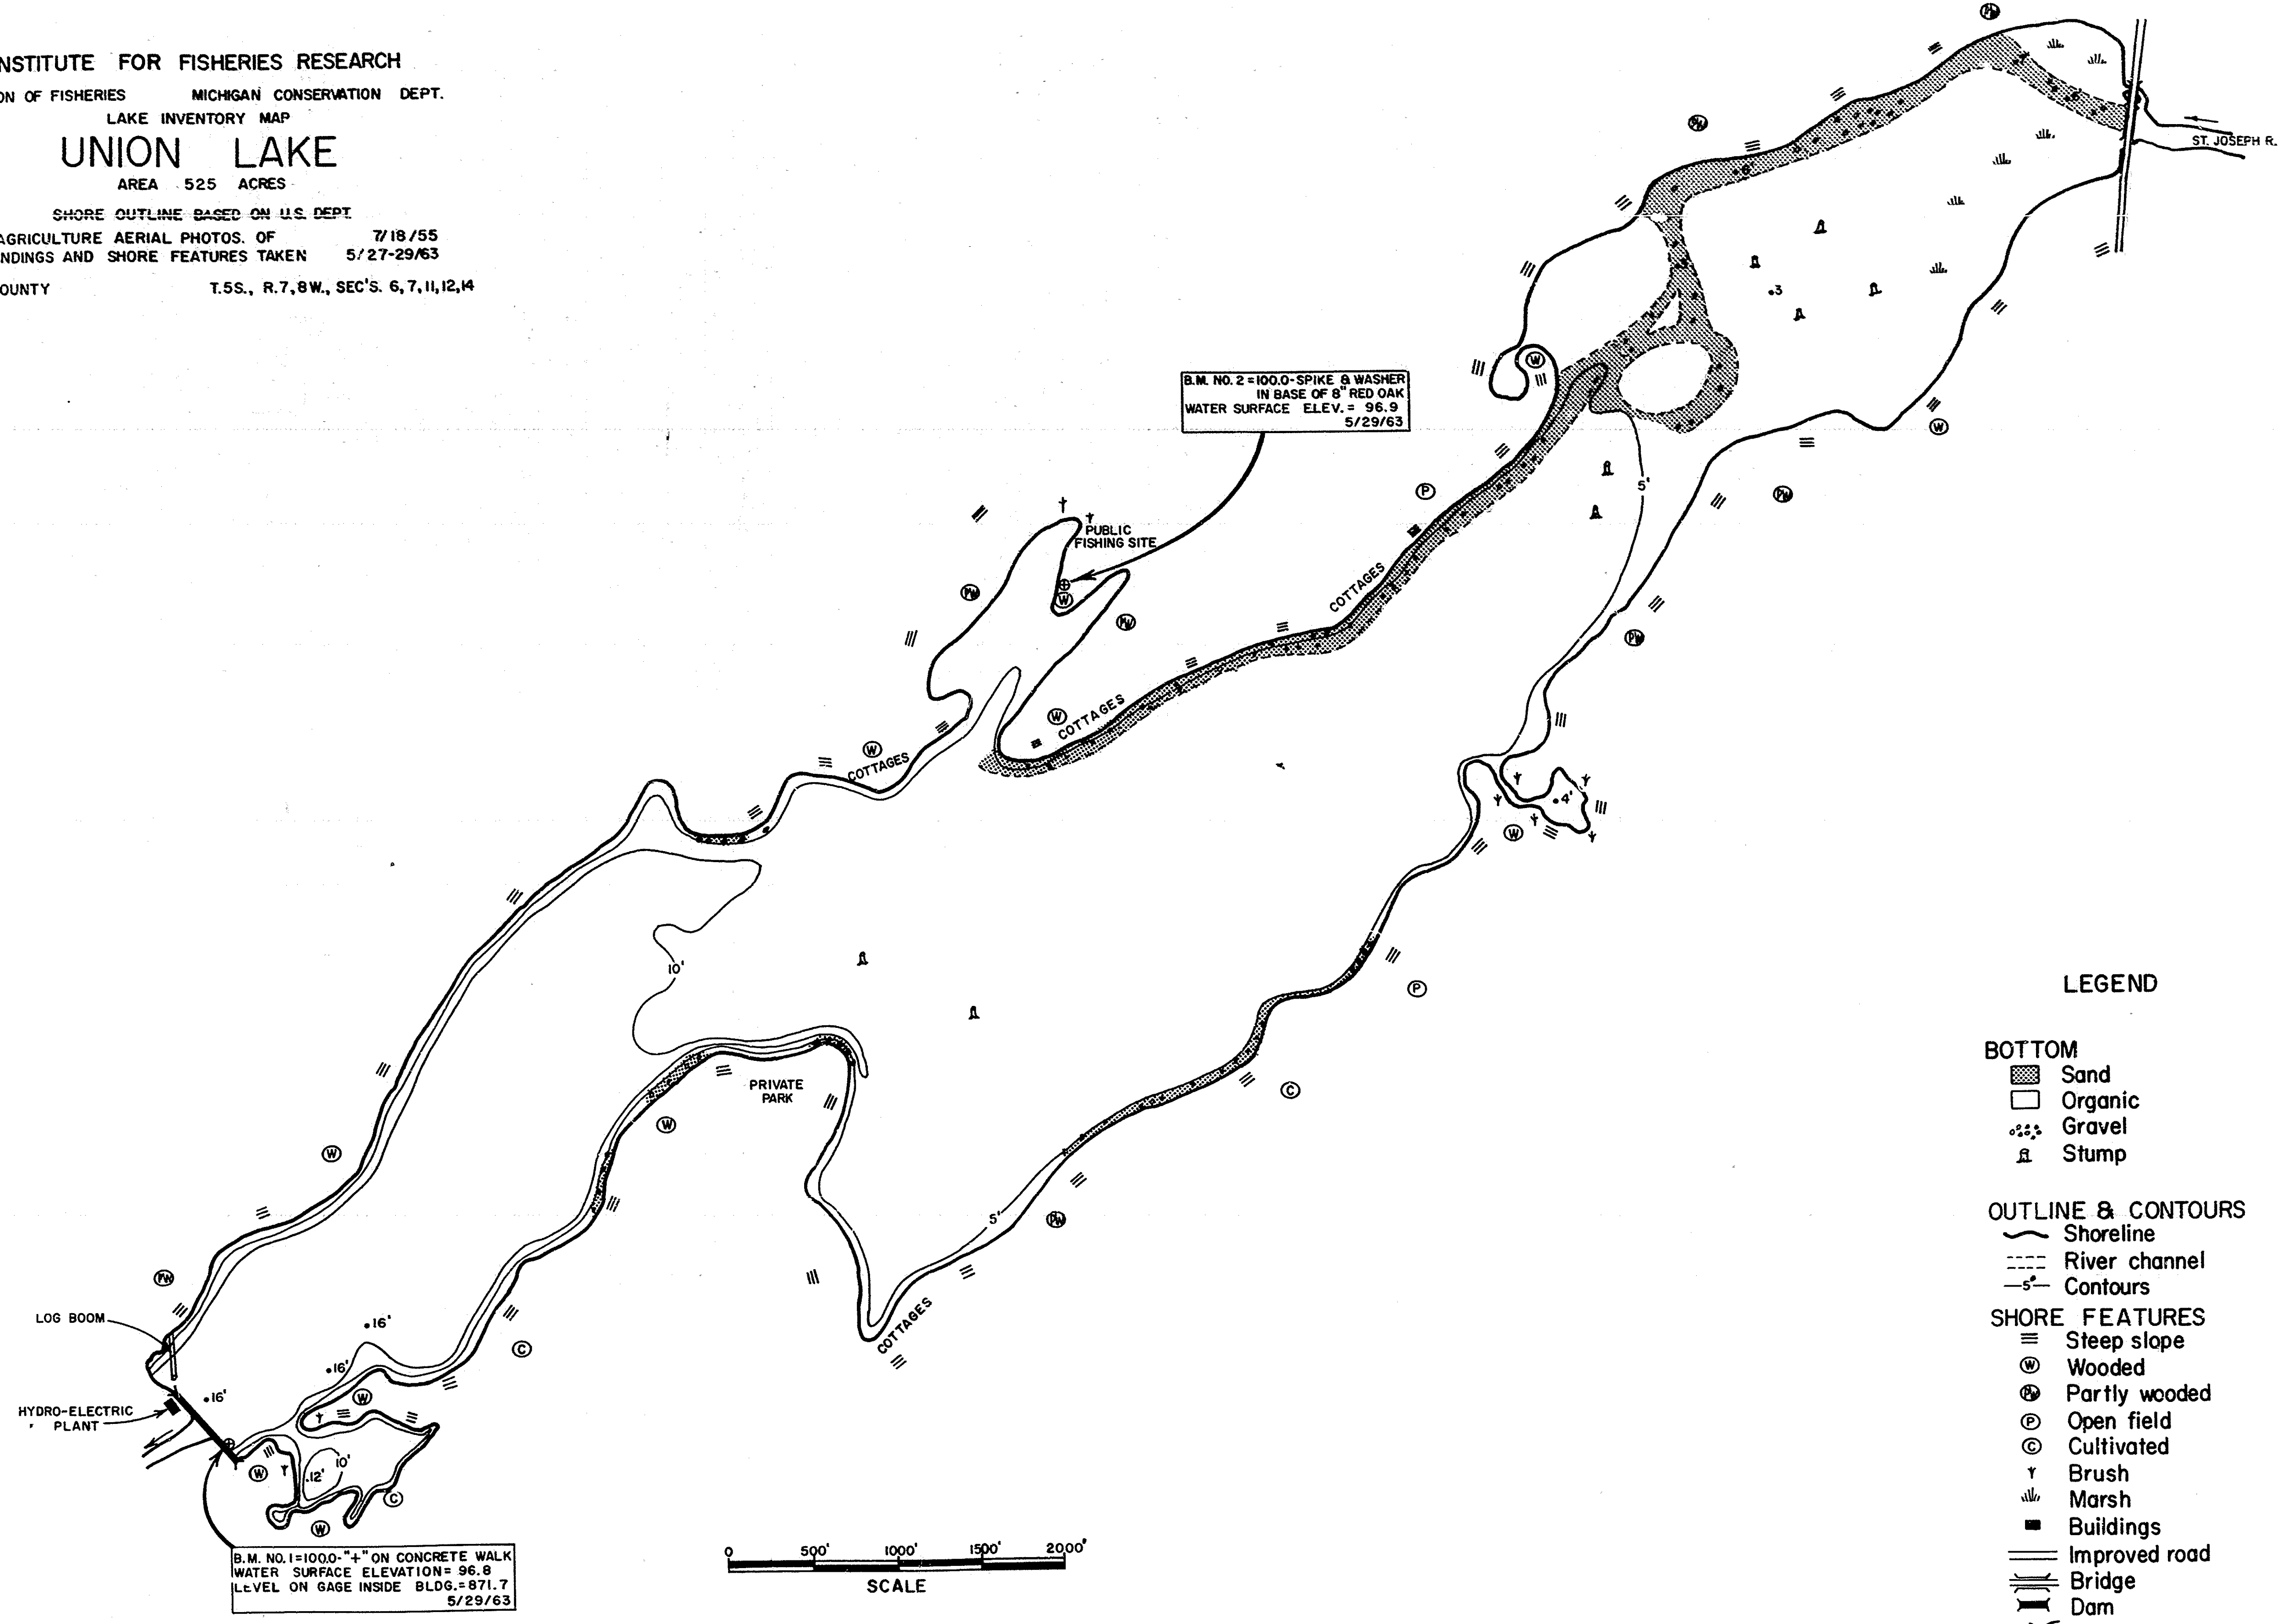 NSTITUTE FOR FISHERIES RESEARCH
ON OF FISHERIES MICHIGAN CONSERVATION DEPT.
LAKE INVENTORY MAP
UNION LAKE
AREA 525 ACRES
SHORE OUTLINE BASED ON U.S. DEPT.
AGRICULTURE AERIAL PHOTOS. OF 7/18/55
NDINGS AND SHORE FEATURES TAKEN 5/27-29/63
OUNTY T.5S., R.7,8W., SEC'S. 6,7,11,12,14
ST. JOSEPH R.
6
.3
B.M. NO. 2 = 100.0-SPIKE & WASHER
IN BASE OF 8" RED OAK
WATER SURFACE ELEV. = 96.9
5/29/63
PUBLIC
FISHING SITE
5'
COTTAGES
COTTAGES
COTTAGES
.4'
10'
PRIVATE
PARK
5'
COTTAGES
LOG BOOM
.16'
.16'
.16'
HYDRO-ELECTRIC
PLANT
.12' 10'
B.M. NO. 1=100.0-"+" ON CONCRETE WALK
WATER SURFACE ELEVATION= 96.8
LEVEL ON GAGE INSIDE BLDG.=871.7
5/29/63
0 500' 1000' 1500' 2000'
SCALE
LEGEND
BOTTOM
Sand
Organic
Gravel
Stump
OUTLINE & CONTOURS
Shoreline
River channel
5' Contours
SHORE FEATURES
Steep slope
W Wooded
PW Partly wooded
P Open field
C Cultivated
Brush
Marsh
Buildings
Improved road
Bridge
Dam